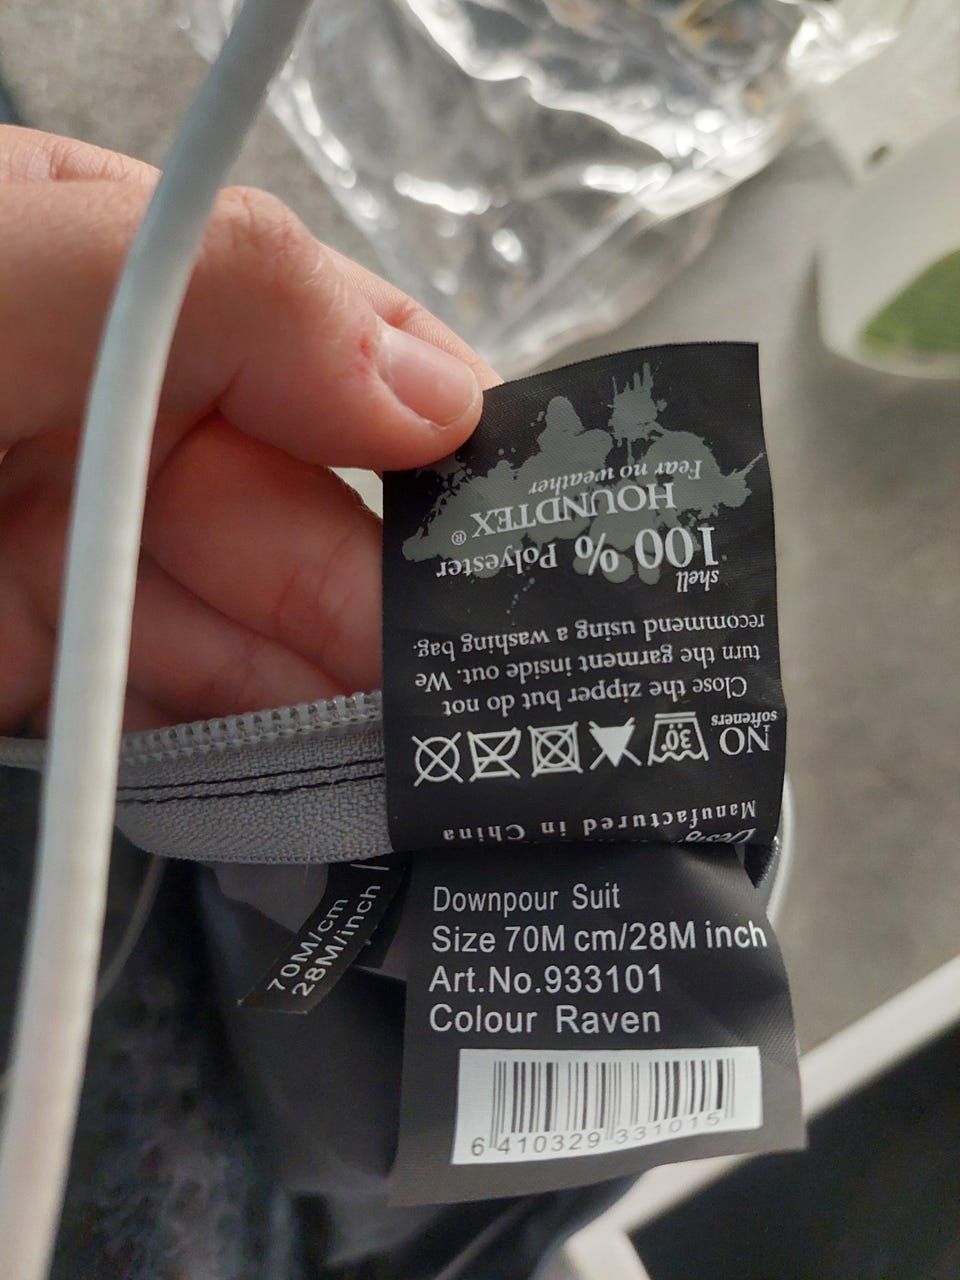 Fear no weather
HOUNDTEX®
shell
100 % Polyester
recommend using a washing bag.
turn the garment inside out. We
Close the zipper but do not
NO softeners
30°
Manufactured in China
70M/cm
28M/inch
Downpour Suit
Size 70M cm/28M inch
Art.No.933101
Colour Raven
6 410329 331015